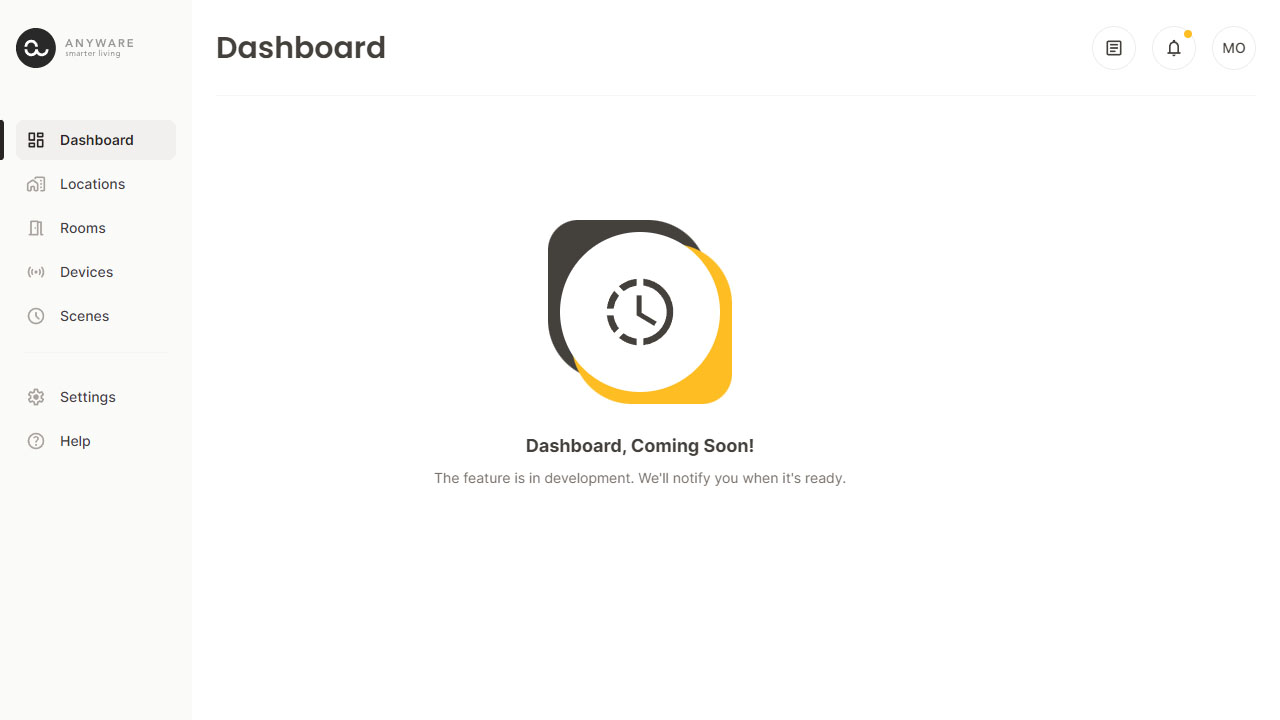 ANYWARE
smarter living
Dashboard
MO
Dashboard
Locations
Rooms
Devices
Scenes
Settings
Help
Dashboard, Coming Soon!
The feature is in development. We'll notify you when it's ready.